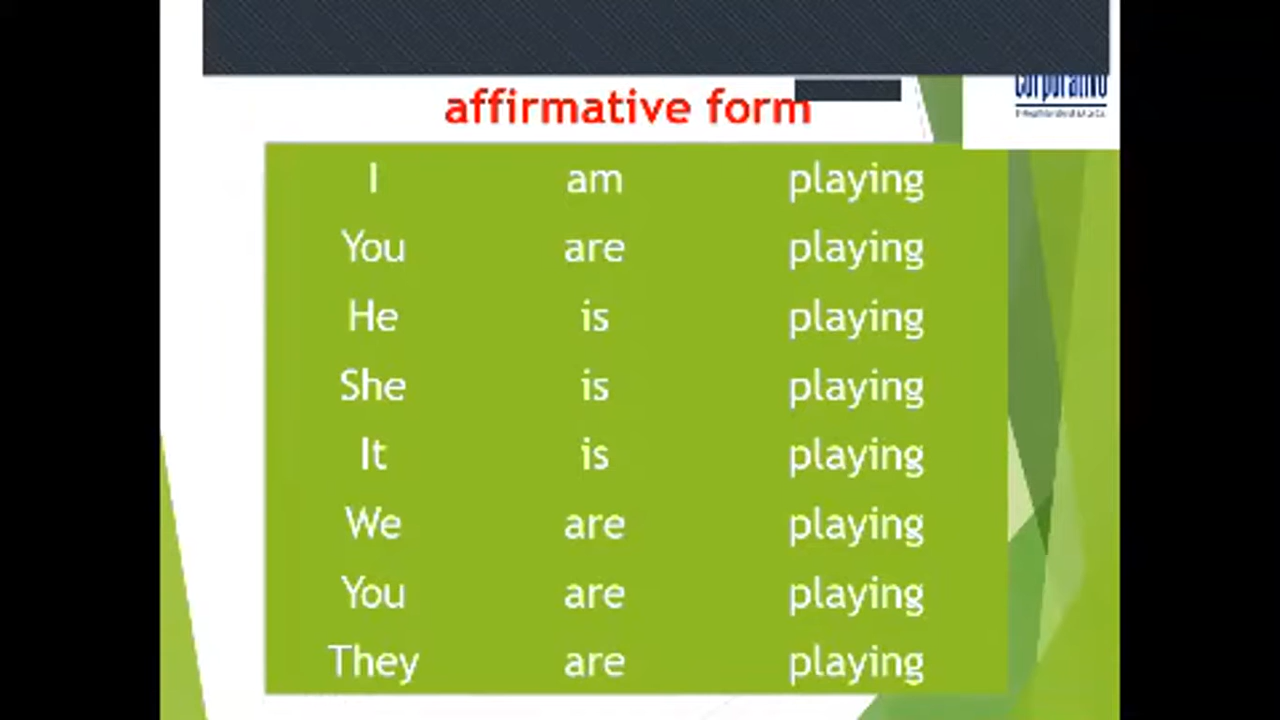 corporativo
affirmative form
I am playing
You are playing
He is playing
She is playing
It is playing
We are playing
You are playing
They are playing